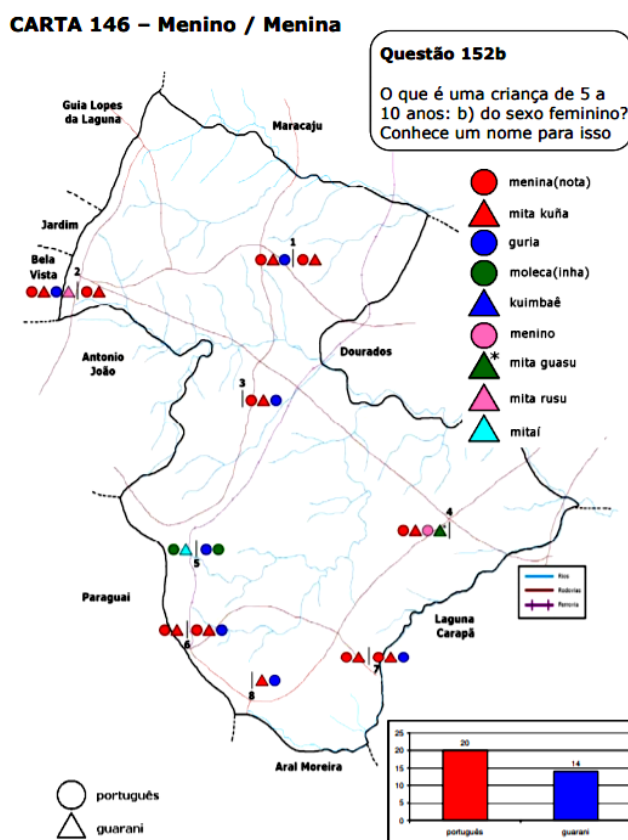 CARTA 146 – Menino / Menina
Questão 152b
O que é uma criança de 5 a
10 anos: b) do sexo feminino?
Conhece um nome para isso
Guia Lopes
da Laguna
Maracaju
menina(nota)
mita kuña
guria
moleca(inha)
kuimbaê
menino
* mita guasu
mita rusu
mitaí
Jardim
Bela
Vista
1
2
Antonio
João
Dourados
3
4
5
Paraguai
Laguna
Carapã
6
7
8
Aral Moreira
Rios
Rodovias
Ferrovia
português
guarani
25
20
15
10
5
0
20
14
português
guarani